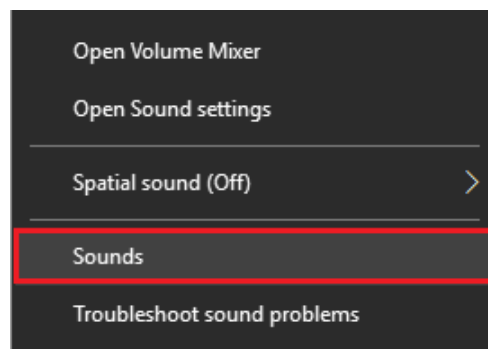 Open Volume Mixer
Open Sound settings
Spatial sound (Off)
Sounds
Troubleshoot sound problems